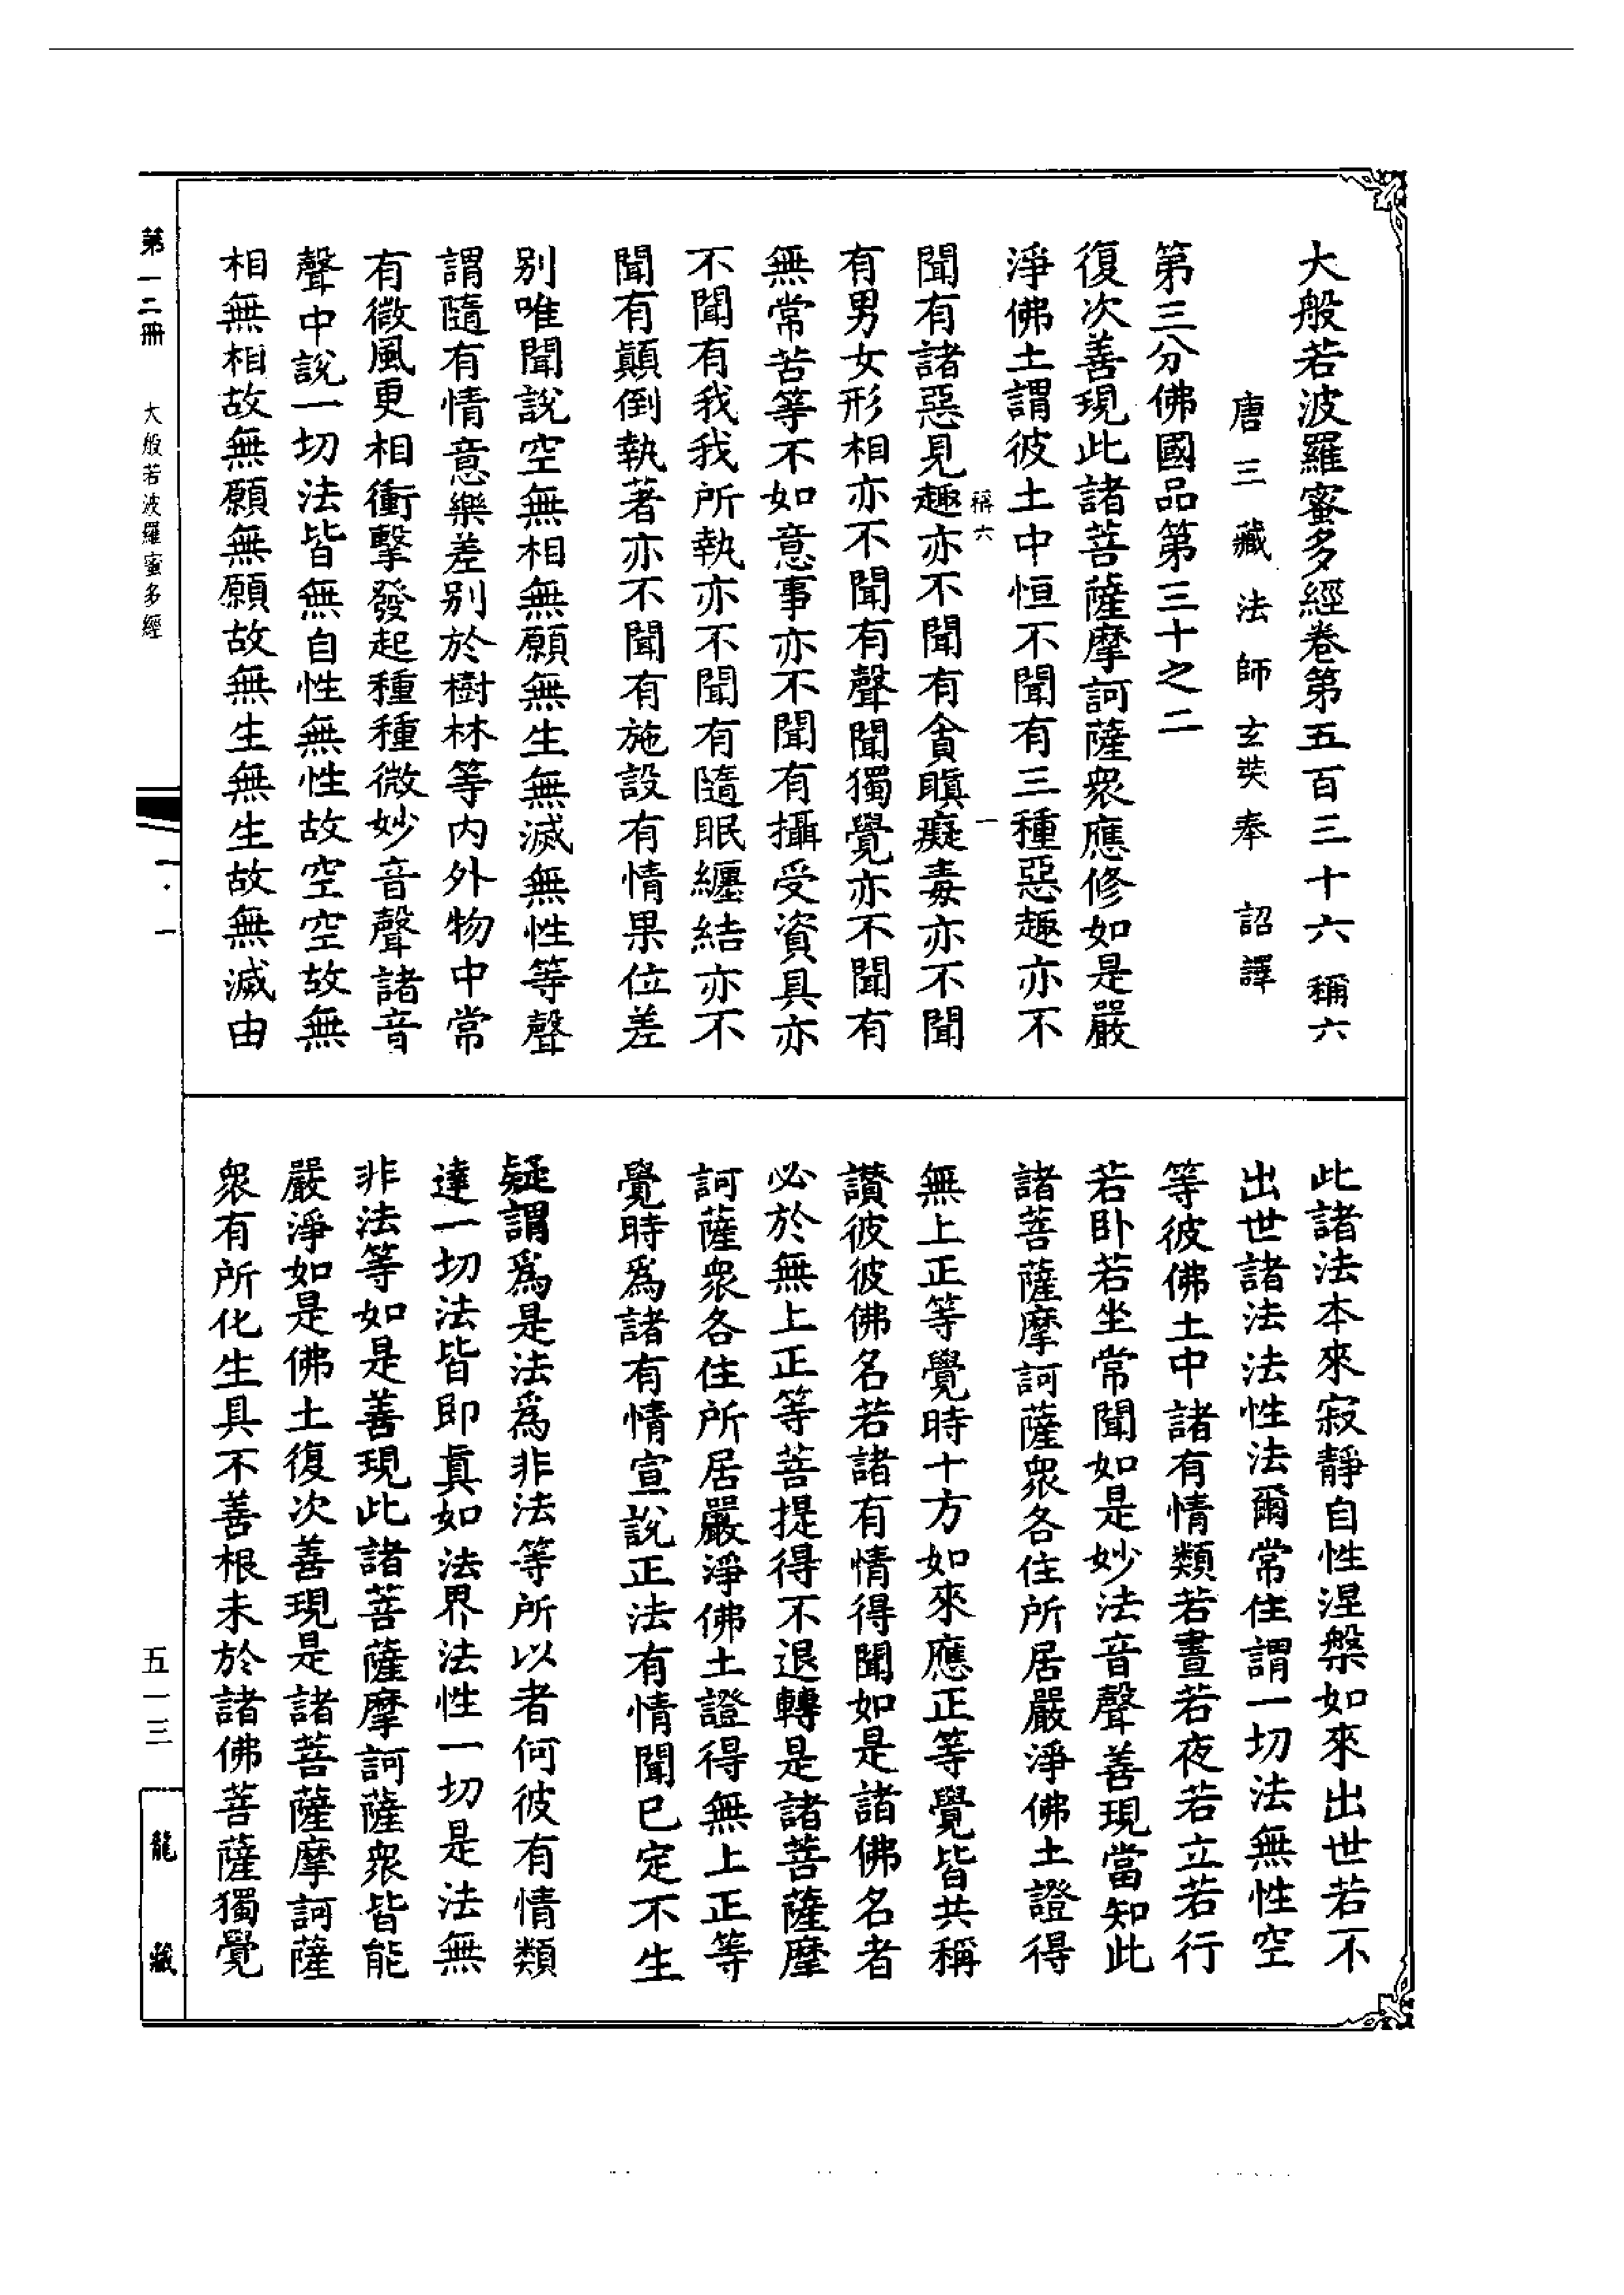 大般若波羅蜜多經卷第五百三十六 稱六
唐三藏法師玄奘奉 詔譯
第三分佛國品第三十之二
復次善現此諸菩薩摩訶薩眾應修如是嚴
淨佛土謂彼土中恒不聞有三種惡趣亦不
稱六 一
聞有諸惡見趣亦不聞有貪瞋癡毒亦不聞
有男女形相亦不聞有聲聞獨覺亦不聞有
無常苦等不如意事亦不聞有攝受資具亦
不聞有我我所執亦不聞有隨眠纏結亦不
聞有顛倒執著亦不聞有施設有情果位差
別唯聞說空無相無願無生無滅無性等聲
謂隨有情意樂差別於樹林等內外物中常
有微風更相衝擊發起種種微妙音聲諸音
聲中說一切法皆無自性無性故空空故無
相無相故無願無願故無生無生故無滅由
此諸法本來寂靜自性涅槃如來出世若不
出世諸法法性法爾常住謂一切法無性空
等彼佛土中諸有情類若晝若夜若立若行
若臥若坐常聞如是妙法音聲善現當知此
諸菩薩摩訶薩眾各住所居嚴淨佛土證得
無上正等覺時十方如來應正等覺皆共稱
讚彼彼佛名若諸有情得聞如是諸佛名者
必於無上正等菩提得不退轉是諸菩薩摩
訶薩眾各住所居嚴淨佛土證得無上正等
覺時為諸有情宣說正法有情聞已定不生
疑謂為是法為非法等所以者何彼有情類
達一切法皆即真如法界法性一切是法無
非法等如是善現此諸菩薩摩訶薩眾皆能
嚴淨如是佛土復次善現是諸菩薩摩訶薩
眾有所化生具不善根未於諸佛菩薩獨覺
第一二冊 大般若波羅蜜多經
一·一
五一三
龍藏